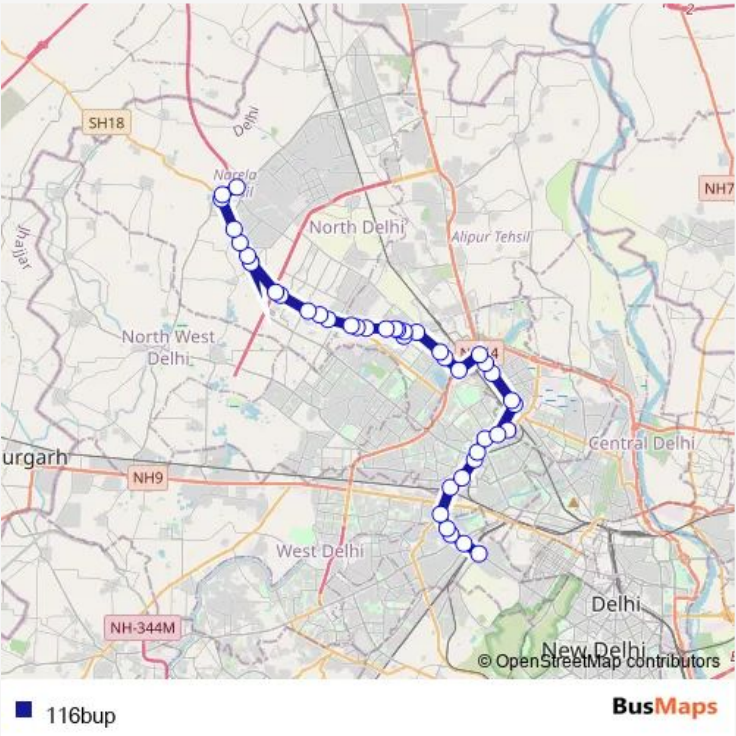 2
SH18
Delhi
Narela
NH7
North Delhi
Alipur Tehsil
Jhajjar
North West
Delhi
Central Delhi
urgarh
NH9
West Delhi
Delhi
NH-344M
New Delhi
© OpenStreetMap contributors
116bup
BusMaps